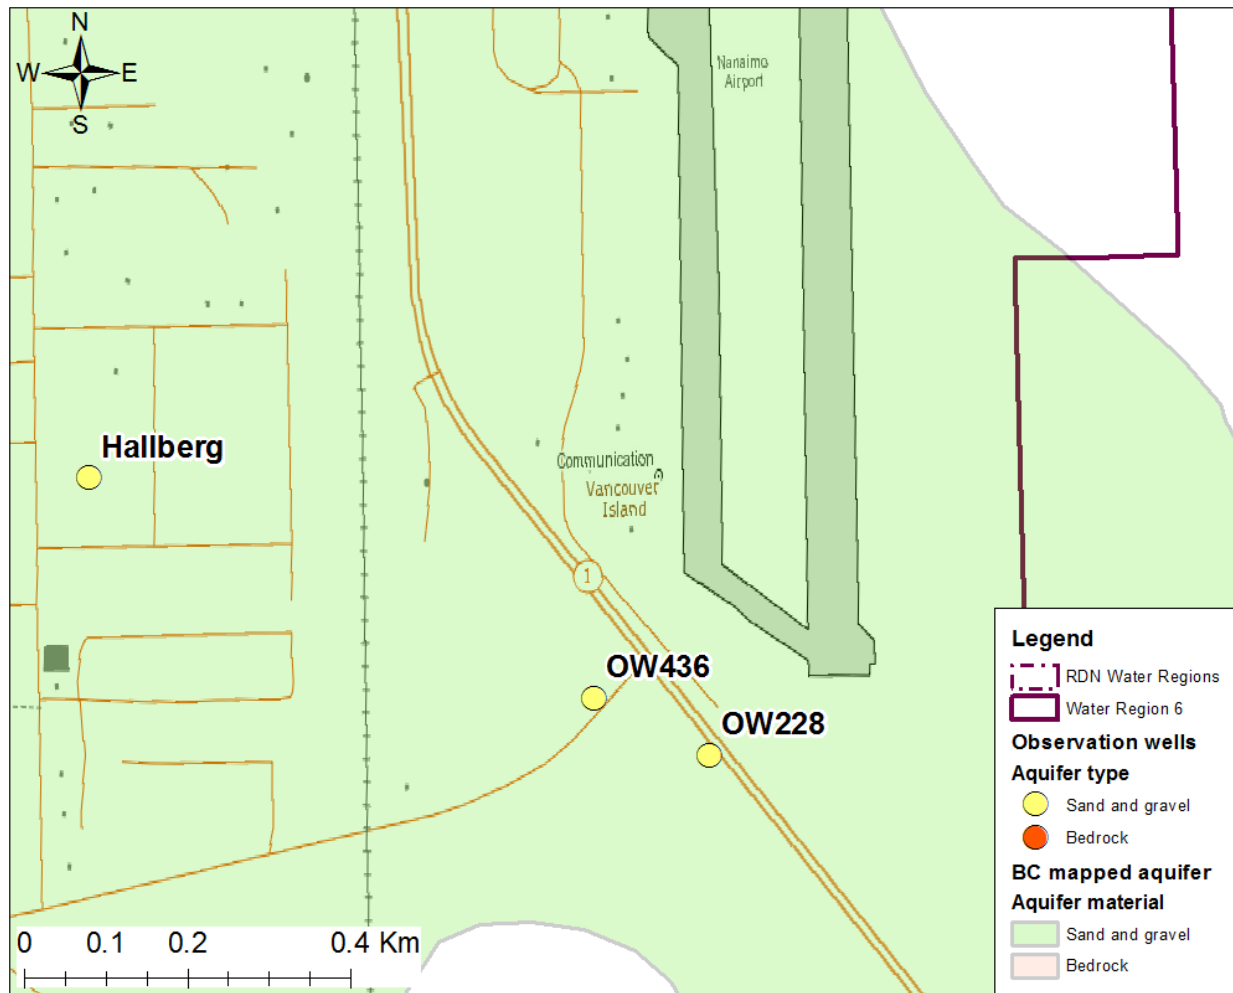 N
W E
S
Nanaimo
Airport
Hallberg
Communication
Vancouver
Island
1
OW436
OW228
0 0.1 0.2 0.4 Km
Legend
RDN Water Regions
Water Region 6
Observation wells
Aquifer type
Sand and gravel
Bedrock
BC mapped aquifer
Aquifer material
Sand and gravel
Bedrock